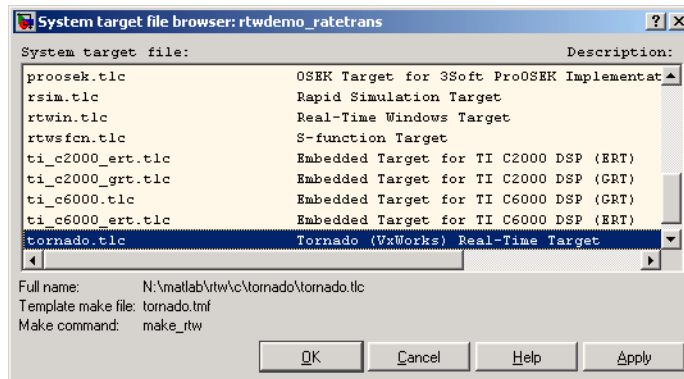 System target file browser: rtwdemo_ratetrans
System target file: Description:
proosek.tlc OSEK Target for 3Soft ProOSEK Implementat
rsim.tlc Rapid Simulation Target
rtwin.tlc Real-Time Windows Target
rtwsfcn.tlc S-function Target
ti_c2000_ert.tlc Embedded Target for TI C2000 DSP (ERT)
ti_c2000_grt.tlc Embedded Target for TI C2000 DSP (GRT)
ti_c6000.tlc Embedded Target for TI C6000 DSP (GRT)
ti_c6000_ert.tlc Embedded Target for TI C6000 DSP (ERT)
tornado.tlc Tornado (VxWorks) Real-Time Target
Full name: N:\matlab\rtw\c\tornado\tornado.tlc
Template make file: tornado.tmf
Make command: make_rtw
OK Cancel Help Apply